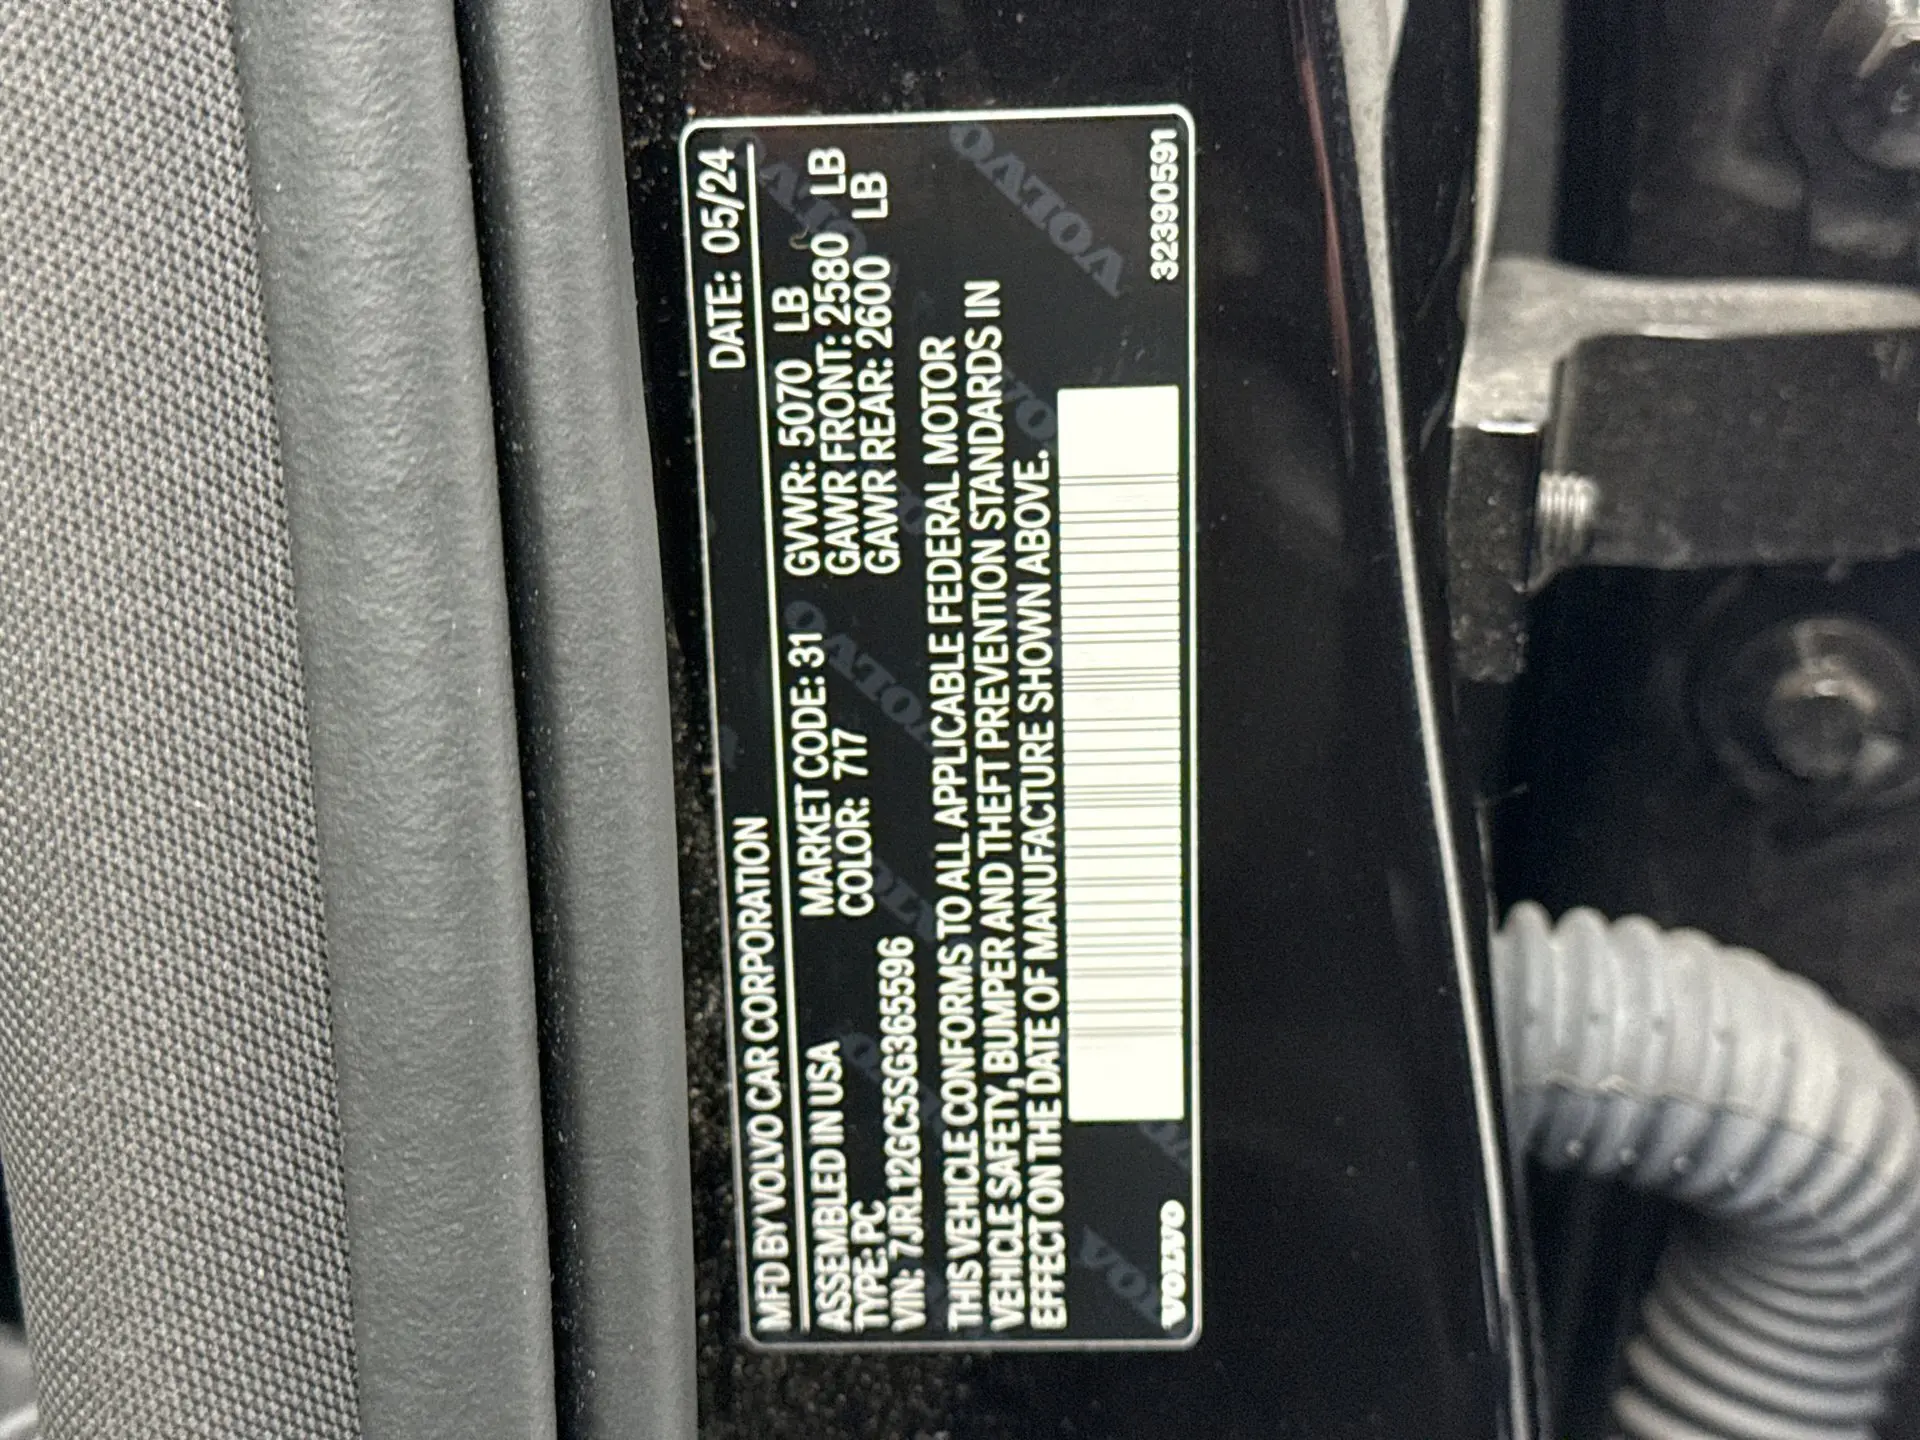 MFD BY VOLVO CAR CORPORATION DATE: 05/24
ASSEMBLED IN USA MARKET CODE: 31 GVWR: 5070 LB
TYPE: PC COLOR: 717 GAWR FRONT: 2580 LB
VIN: 7JRL12GC5SG365596 GAWR REAR: 2600 LB
THIS VEHICLE CONFORMS TO ALL APPLICABLE FEDERAL MOTOR
VEHICLE SAFETY, BUMPER AND THEFT PREVENTION STANDARDS IN
EFFECT ON THE DATE OF MANUFACTURE SHOWN ABOVE.
VOLVO 32390591